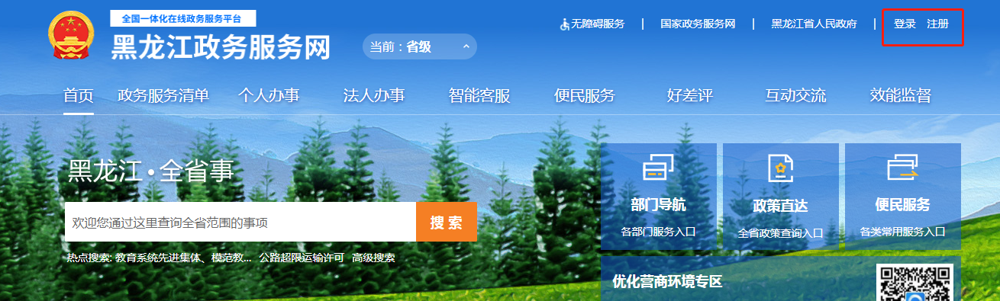 全国一体化在线政务服务平台
黑龙江政务服务网
当前：省级
无障碍服务 | 国家政务服务网 | 黑龙江省人民政府 | 登录 注册
首页 政务服务清单 个人办事 法人办事 智能客服 便民服务 好差评 互动交流 效能监督
黑龙江·全省事
欢迎您通过这里查询全省范围的事项
搜索
热点搜索: 教育系统先进集体、模范教... 公路超限运输许可 高级搜索
部门导航
各部门服务入口
政策直达
全省政策查询入口
便民服务
各类常用服务入口
优化营商环境专区